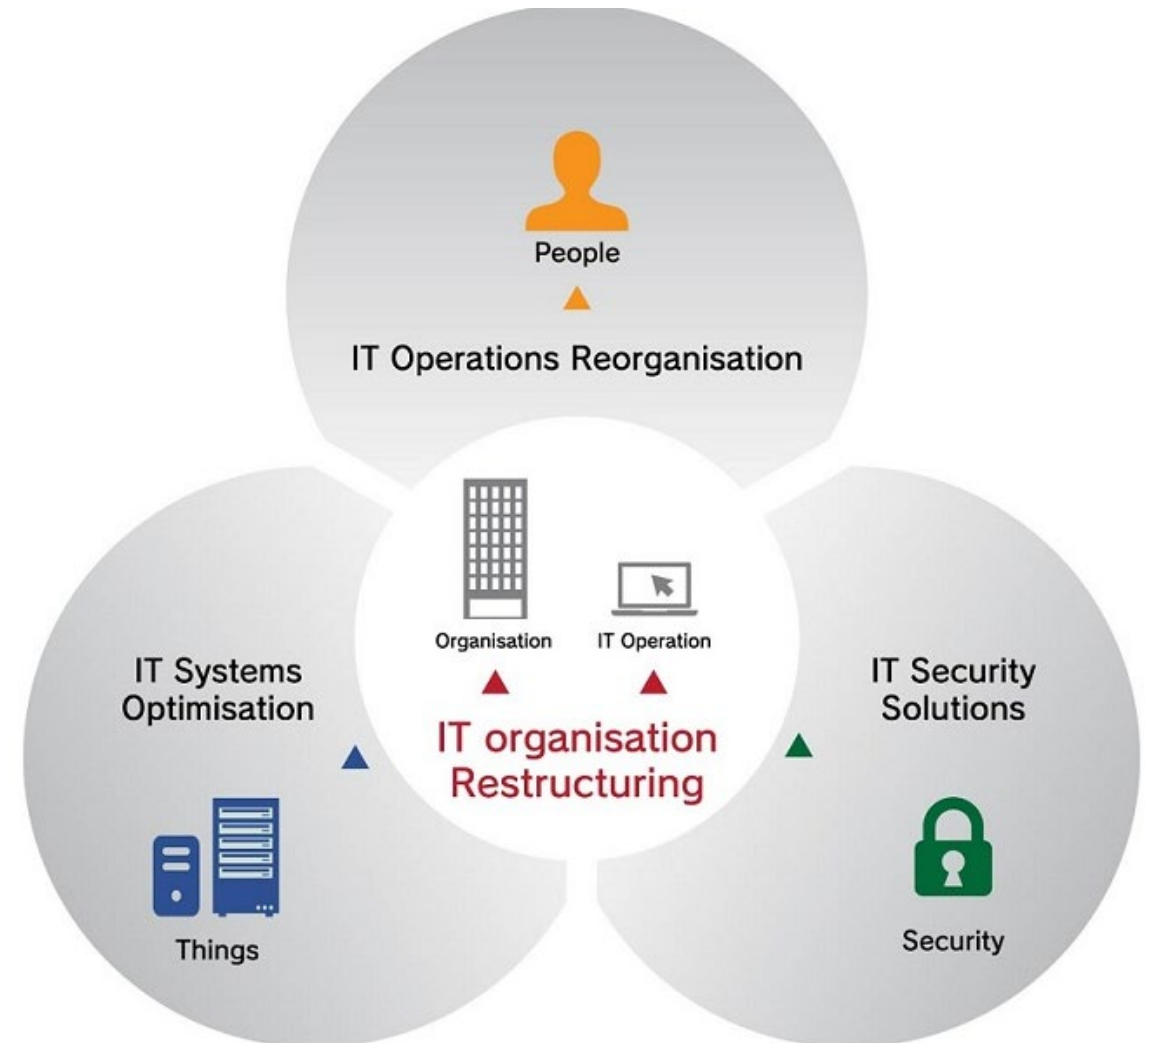 People
IT Operations Reorganisation
Organisation
IT Operation
IT organisation
Restructuring
IT Systems
Optimisation
Things
IT Security
Solutions
Security